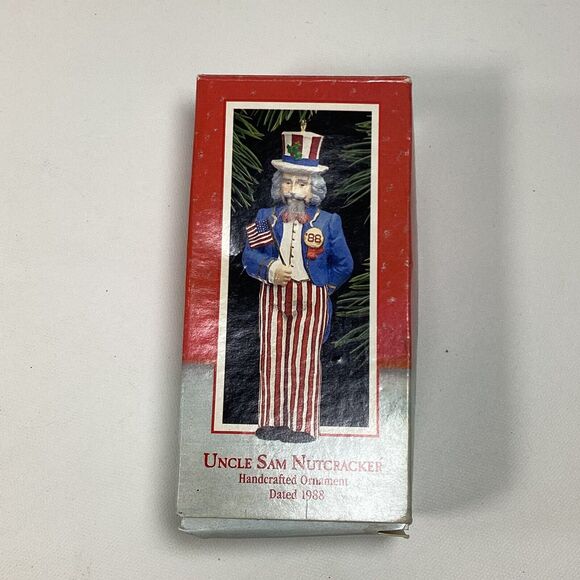 88
UNCLE SAM NUTCRACKER
Handcrafted Ornament
Dated 1988